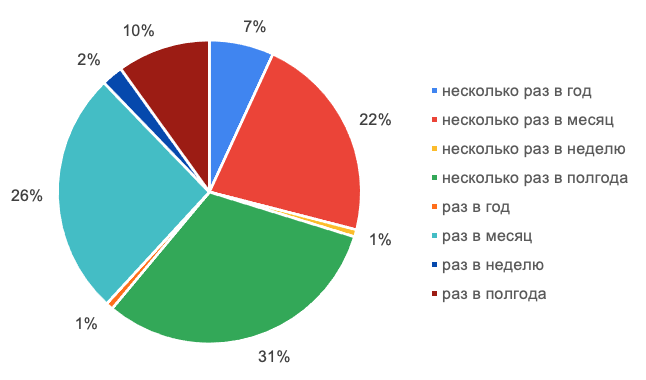 7%
22%
1%
31%
1%
26%
2%
10%
несколько раз в год
несколько раз в месяц
несколько раз в неделю
несколько раз в полгода
раз в год
раз в месяц
раз в неделю
раз в полгода